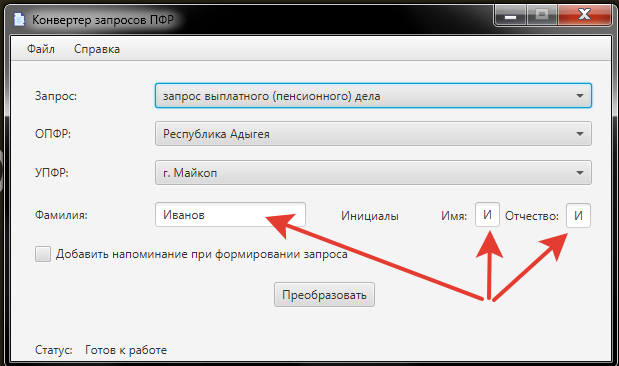 Конвертер запросов ПФР
Файл Справка
Запрос: запрос выплатного (пенсионного) дела
ОПФР: Республика Адыгея
УПФР: г. Майкоп
Фамилия: Иванов Инициалы Имя: И Отчество: И
Добавить напоминание при формировании запроса
Преобразовать
Статус: Готов к работе